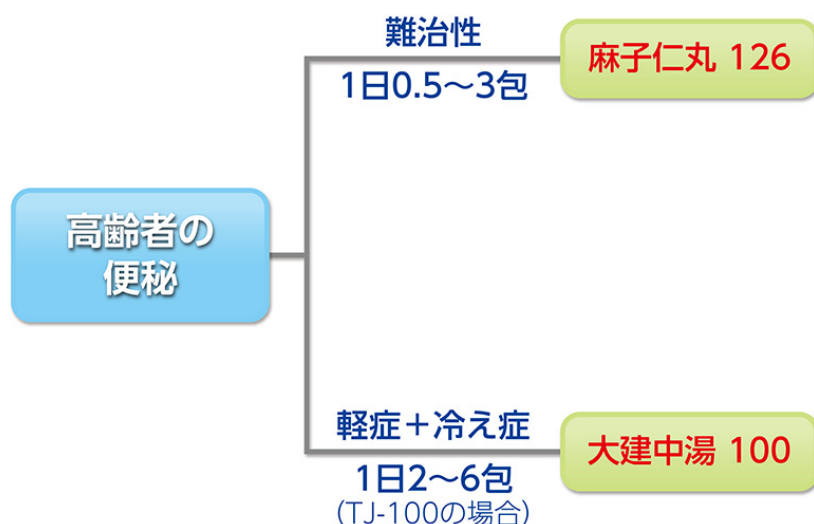 難治性
1日0.5～3包
麻子仁丸 126
高齢者の
便秘
軽症＋冷え症
1日2～6包
(TJ-100の場合)
大建中湯 100